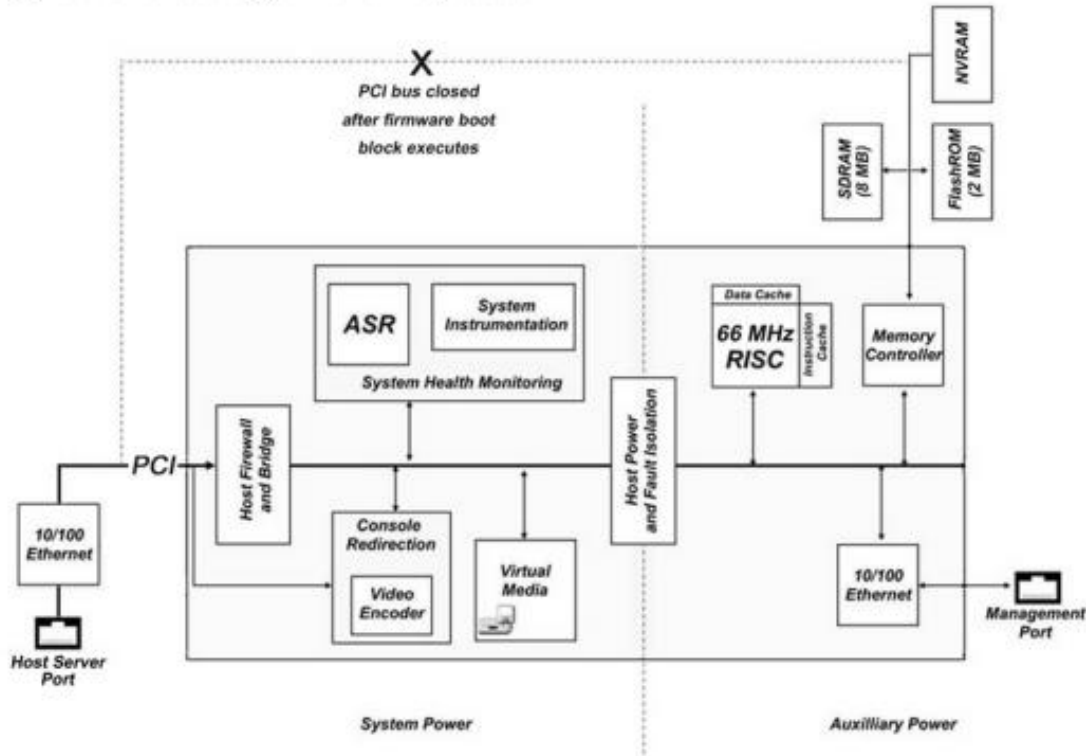 NVRAM
PCI bus closed
after firmware boot
block executes
SDRAM
(8 MB)
FlashROM
(2 MB)
ASR
System
Instrumentation
System Health Monitoring
Data Cache
66 MHz
RISC
Instruction
Cache
Memory
Controller
PCI
Host Firewall
and Bridge
Host Power
and Fault Isolation
10/100
Ethernet
Console
Redirection
Video
Encoder
Virtual
Media
10/100
Ethernet
Host Server
Port
Management
Port
System Power
Auxilliary Power